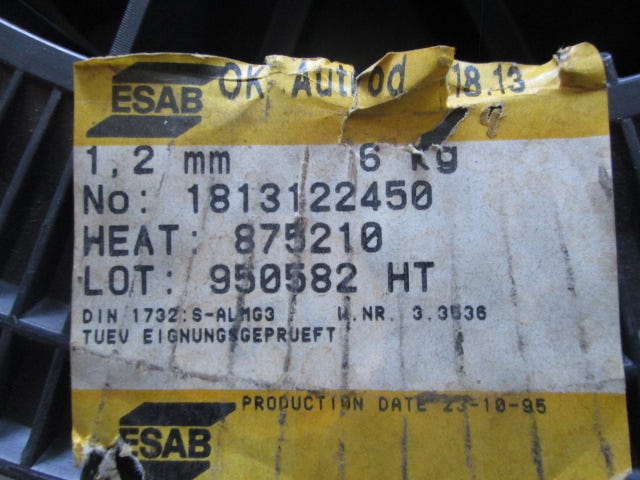 ESAB OK Autrod 18.13
1,2 mm 6 kg
No: 1813122450
HEAT: 875210
LOT: 950582 HT
DIN 1732:S-ALMG3 W.NR. 3.3536
TUEV EIGNUNGSGEPRUEFT
PRODUCTION DATE 23-10-95
ESAB